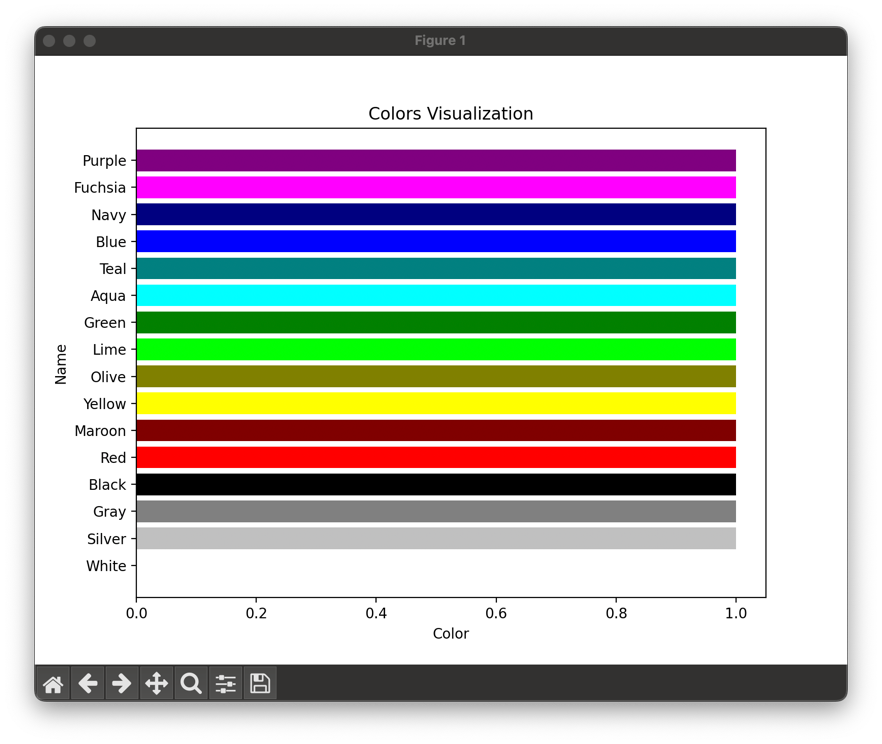 Figure 1
Colors Visualization
Purple
Fuchsia
Navy
Blue
Teal
Aqua
Green
Lime
Olive
Yellow
Maroon
Red
Black
Gray
Silver
White
Name
0.0 0.2 0.4 0.6 0.8 1.0
Color